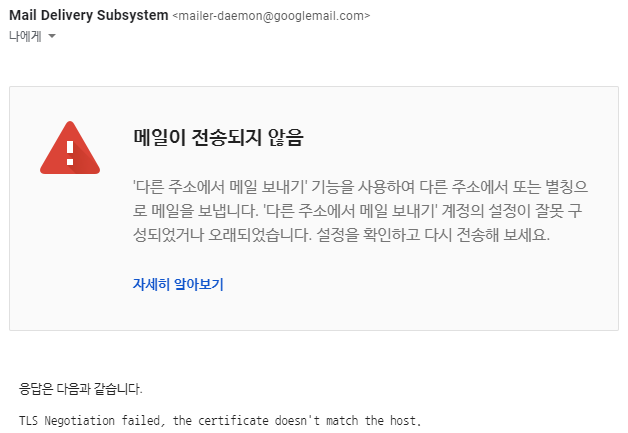 Mail Delivery Subsystem <mailer-daemon@googlemail.com>
나에게
메일이 전송되지 않음
'다른 주소에서 메일 보내기' 기능을 사용하여 다른 주소에서 또는 별칭으
로 메일을 보냅니다. '다른 주소에서 메일 보내기' 계정의 설정이 잘못 구
성되었거나 오래되었습니다. 설정을 확인하고 다시 전송해 보세요.
자세히 알아보기
응답은 다음과 같습니다.
TLS Negotiation failed, the certificate doesn't match the host.